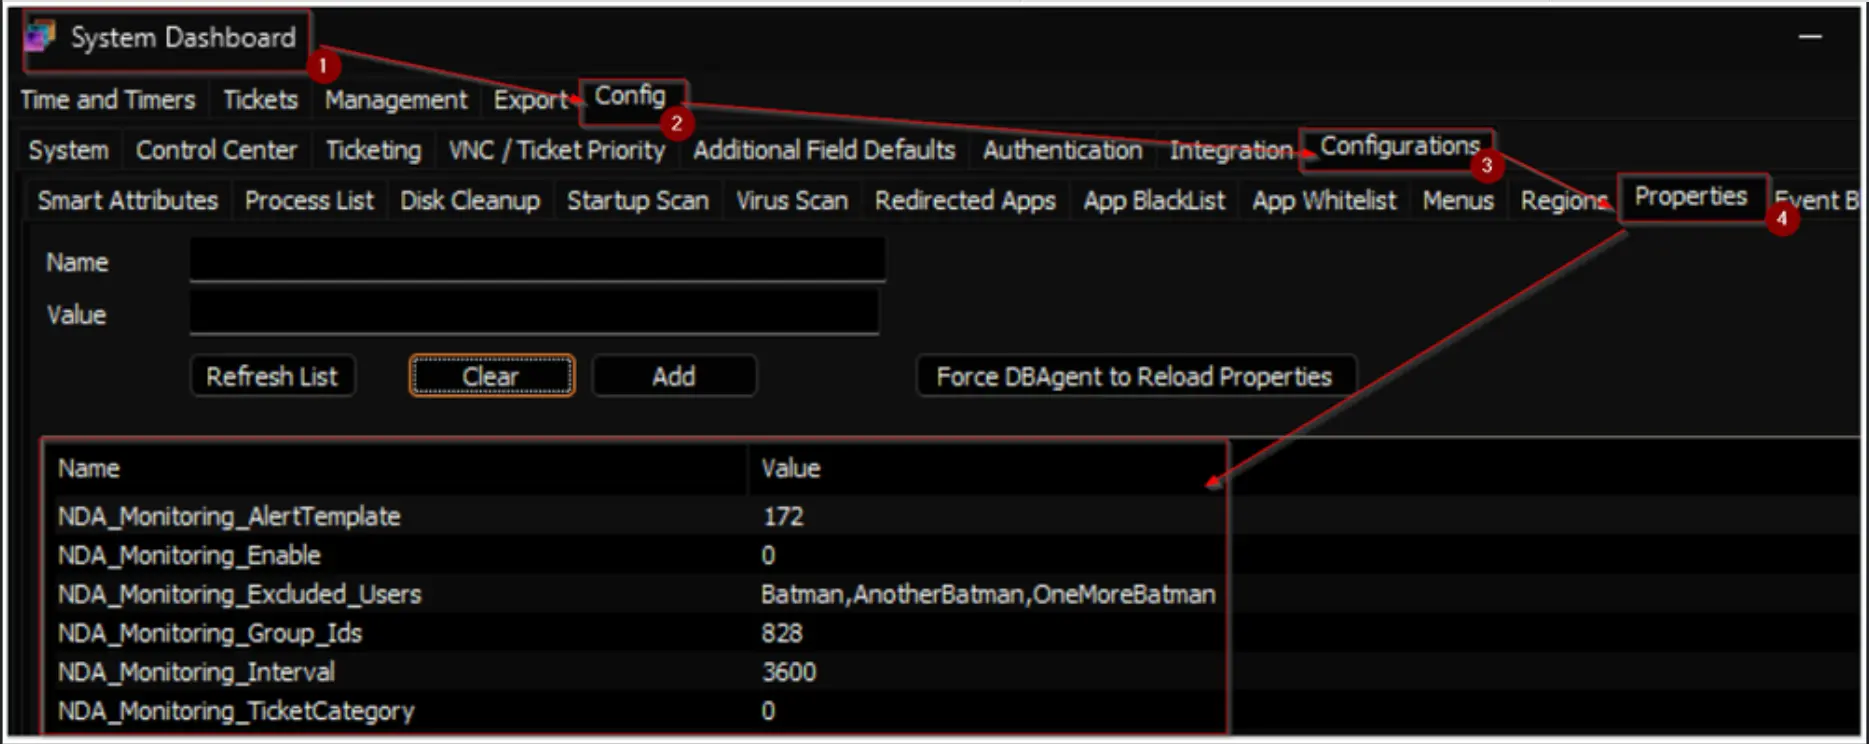 System Dashboard
1
Time and Timers Tickets Management Export Config
2
System Control Center Ticketing VNC / Ticket Priority Additional Field Defaults Authentication Integration Configurations
3
Smart Attributes Process List Disk Cleanup Startup Scan Virus Scan Redirected Apps App BlackList App Whitelist Menus Regions Properties Event B
4
Name
Value
Refresh List Clear Add Force DBAgent to Reload Properties
Name Value
NDA_Monitoring_AlertTemplate 172
NDA_Monitoring_Enable 0
NDA_Monitoring_Excluded_Users Batman,AnotherBatman,OneMoreBatman
NDA_Monitoring_Group_Ids 828
NDA_Monitoring_Interval 3600
NDA_Monitoring_TicketCategory 0